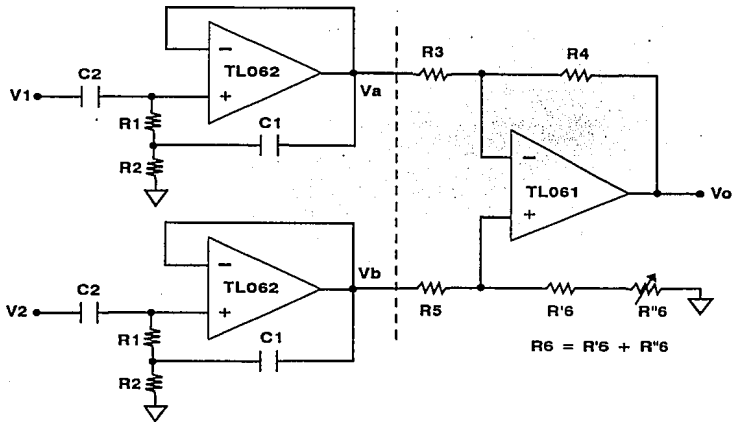 C2
V1
R1
R2
C1
−
TL062
+
Va
R3
R4
−
TL061
+
Vo
C2
V2
R1
R2
C1
−
TL062
+
Vb
R5
R'6
R"6
R6 = R'6 + R"6